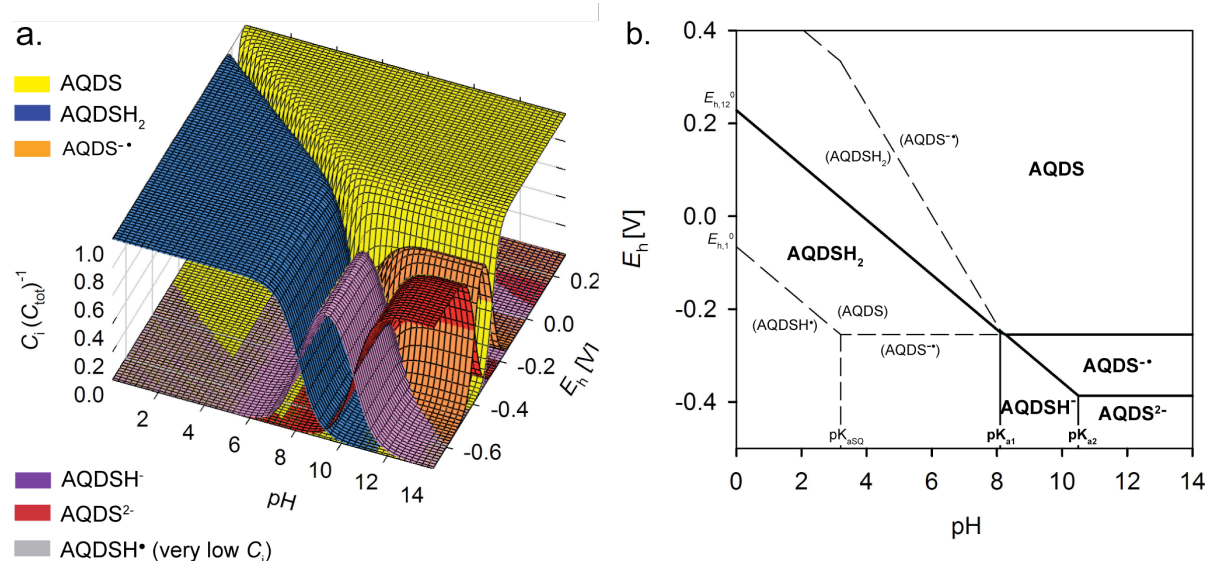 a.
AQDS
AQDSH₂
AQDS⁻•
1.0
0.8
0.6
0.4
0.2
0.0
Cᵢ (Cₜₒₜ)⁻¹
2
4
6
8
10
12
14
pH
0.2
0.0
-0.2
-0.4
-0.6
Eₕ [V]
AQDSH⁻
AQDS²⁻
AQDSH• (very low Cᵢ)
b.
0.4
0.2
0.0
-0.2
-0.4
Eₕ [V]
Eₕ,₁₂⁰
Eₕ,₁⁰
(AQDSH₂)
(AQDS⁻•)
AQDS
AQDSH₂
(AQDSH•)
(AQDS)
(AQDS⁻•)
AQDS⁻•
AQDSH⁻
AQDS²⁻
pKₐSQ
pKₐ₁
pKₐ₂
0 2 4 6 8 10 12 14
pH